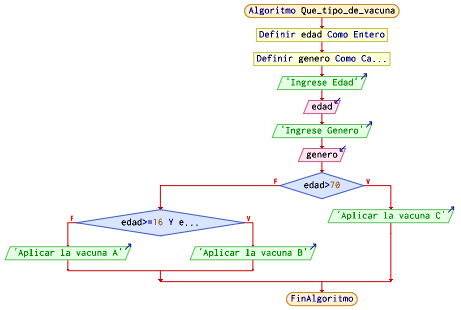 Algoritmo Que_tipo_de_vacuna
Definir edad Como Entero
Definir genero Como Ca...
'Ingrese Edad'
edad
'Ingrese Genero'
genero
F
edad>70
V
F
edad>=16 Y e...
V
'Aplicar la vacuna C'
'Aplicar la vacuna A'
'Aplicar la vacuna B'
FinAlgoritmo